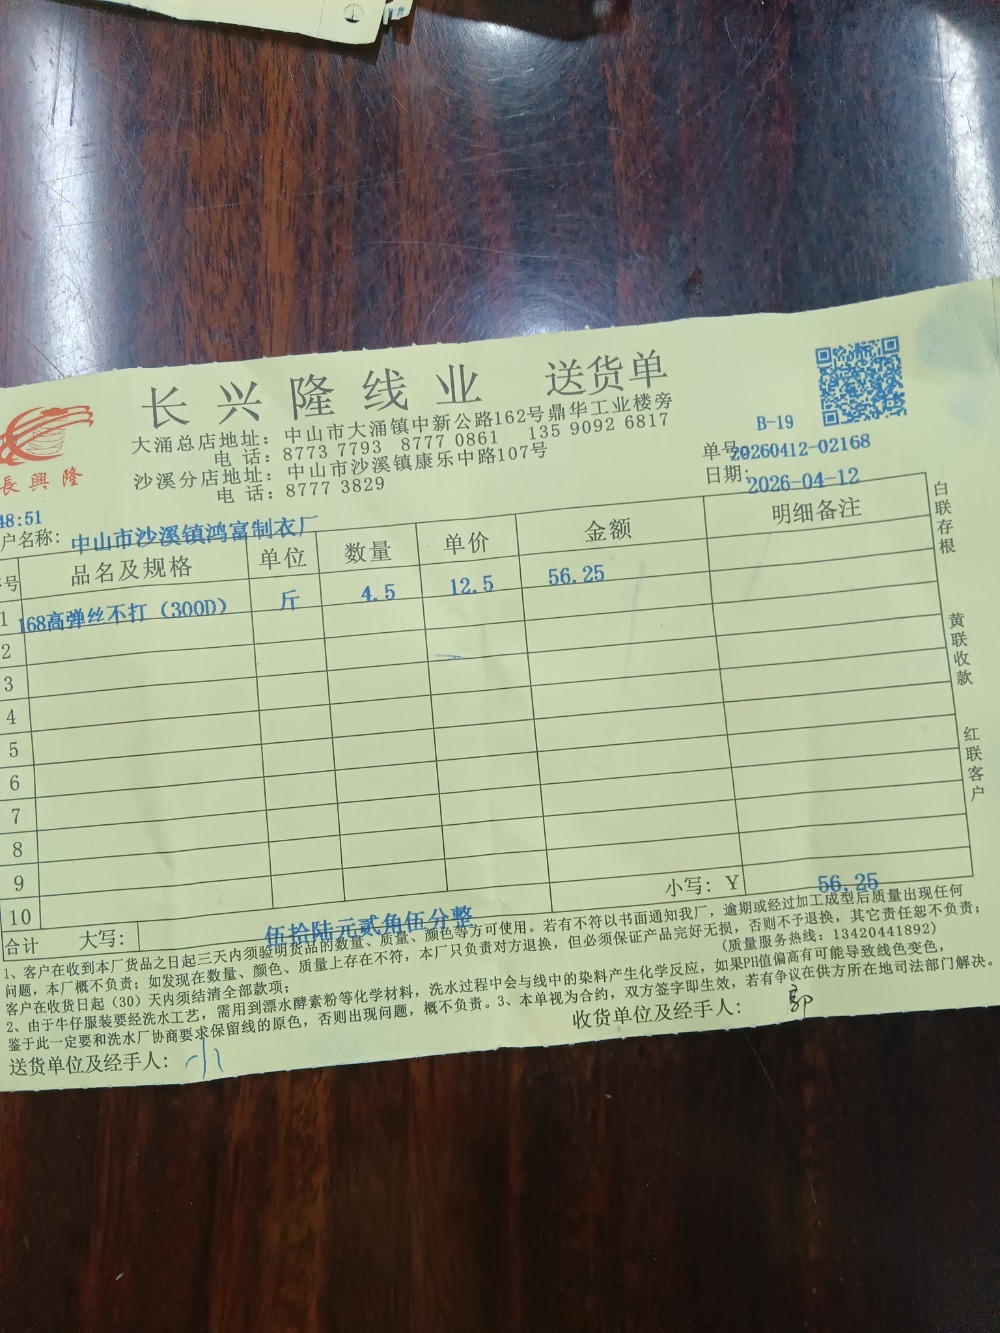 长兴隆线业 送货单
大涌总店地址：中山市大涌镇中新公路162号鼎华工业楼旁
电 话：8773 7793 8777 0861 135 9092 6817
沙溪分店地址：中山市沙溪镇康乐中路107号
电 话：8777 3829
長興隆
B-19
单号:20260412-02168
日期: 2026-04-12
48:51
户名称: 中山市沙溪镇鸿富制衣厂
号 品名及规格 单位 数量 单价 金额 明细备注
1 168高弹丝不打（300D） 斤 4.5 12.5 56.25
2
3
4
5
6
7
8
9
10
小写：Y 56.25
合计 大写： 伍拾陆元贰角伍分整
白联存根
黄联收款
红联客户
1、客户在收到本厂货品之日起三天内须验明货品的数量、质量、颜色等方可使用。若有不符以书面通知我厂，逾期或经过加工成型后质量出现任何
问题，本厂概不负责；如发现在数量、颜色、质量上存在不符，本厂只负责对方退换，但必须保证产品完好无损，否则不予退换，其它责任恕不负责；
客户在收货日起（30）天内须结清全部款项；
（质量服务热线：13420441892）
2、由于牛仔服装要经洗水工艺，需用到漂水酵素粉等化学材料，洗水过程中会与线中的染料产生化学反应，如果PH值偏高有可能导致线色变色，
鉴于此一定要和洗水厂协商要求保留线的原色，否则出现问题，概不负责。3、本单视为合约，双方签字即生效，若有争议在供方所在地司法部门解决。
送货单位及经手人： 小
收货单位及经手人：